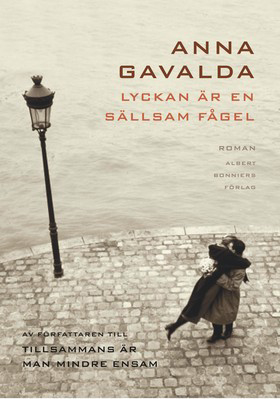 ANNA
GAVALDA
LYCKAN ÄR EN
SÄLLSAM FÅGEL
ROMAN
ALBERT
BONNIERS
FÖRLAG
AV FÖRFATTAREN TILL
TILLSAMMANS ÄR
MAN MINDRE ENSAM